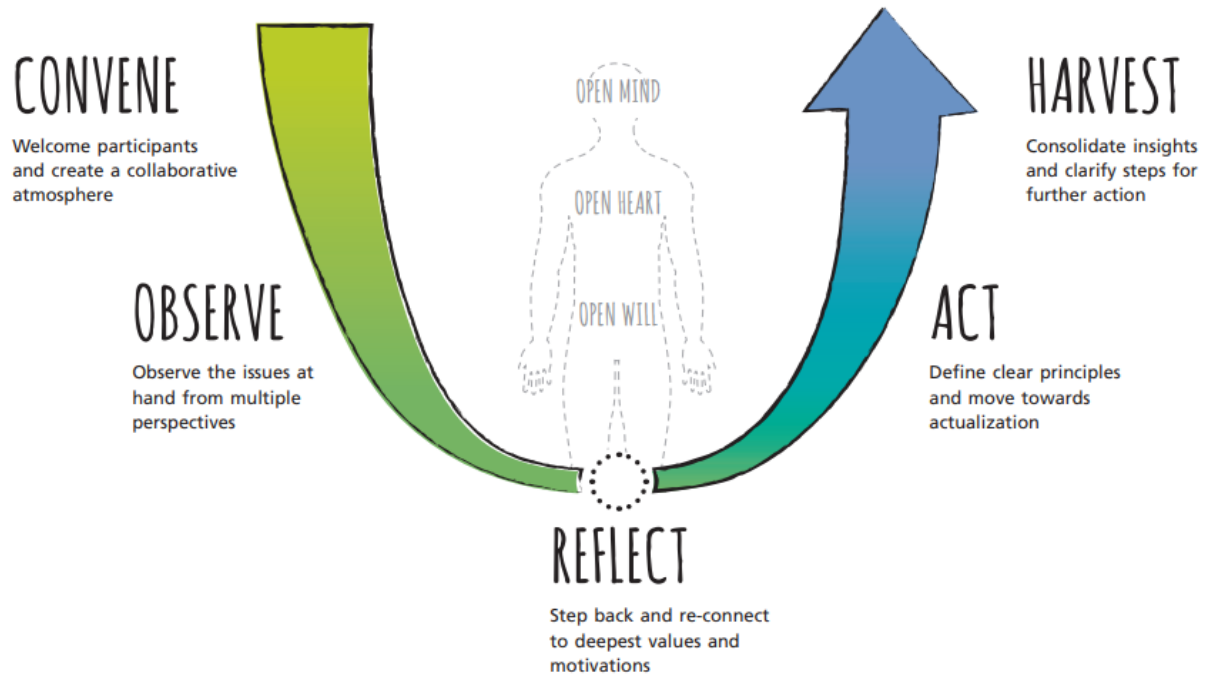 CONVENE
Welcome participants
and create a collaborative
atmosphere
OBSERVE
Observe the issues at
hand from multiple
perspectives
OPEN MIND
OPEN HEART
OPEN WILL
REFLECT
Step back and re-connect
to deepest values and
motivations
ACT
Define clear principles
and move towards
actualization
HARVEST
Consolidate insights
and clarify steps for
further action